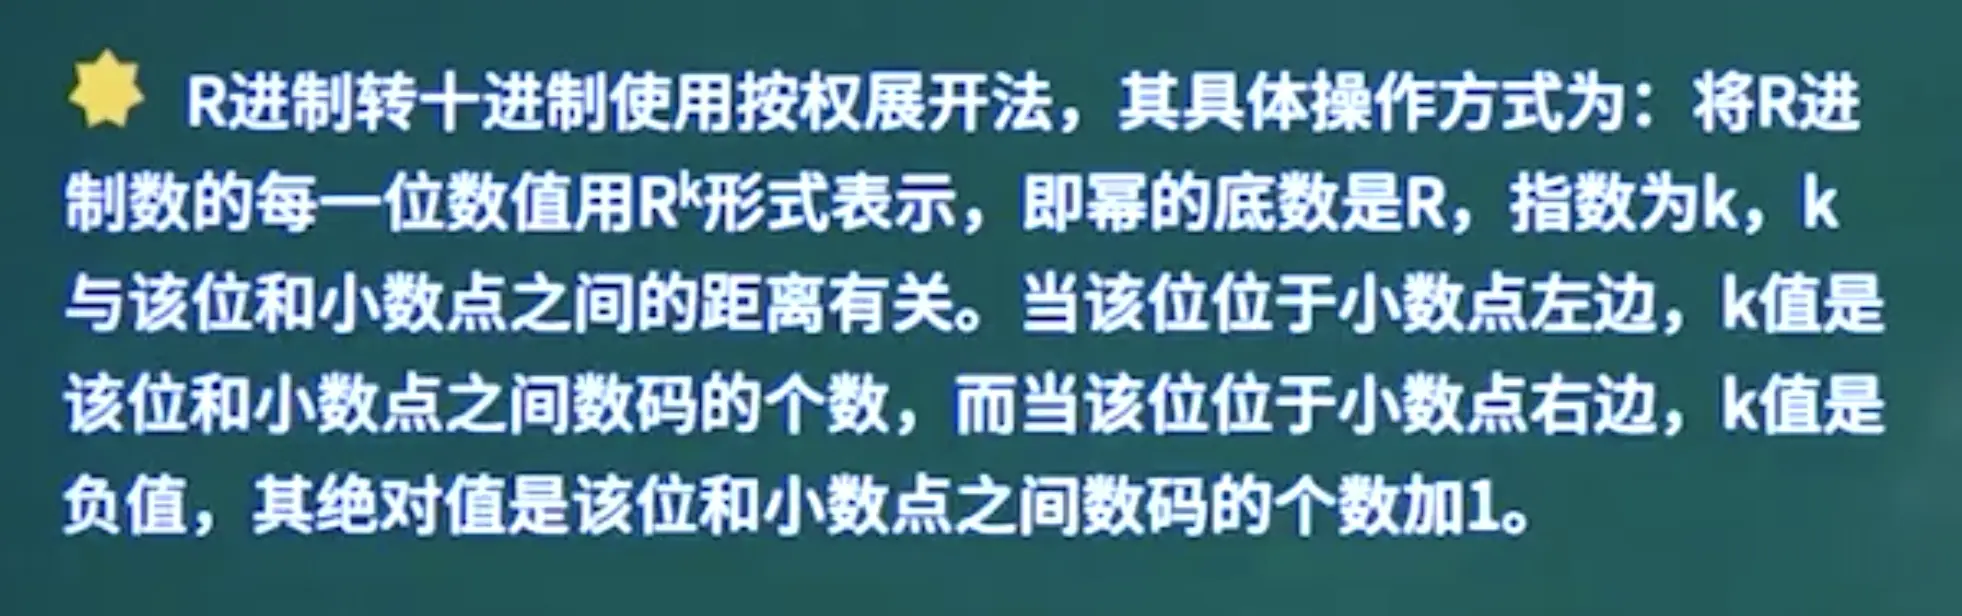 R进制转十进制使用按权展开法，其具体操作方式为：将R进
制数的每一位数值用Rᵏ形式表示，即幂的底数是R，指数为k，k
与该位和小数点之间的距离有关。当该位位于小数点左边，k值是
该位和小数点之间数码的个数，而当该位位于小数点右边，k值是
负值，其绝对值是该位和小数点之间数码的个数加1。